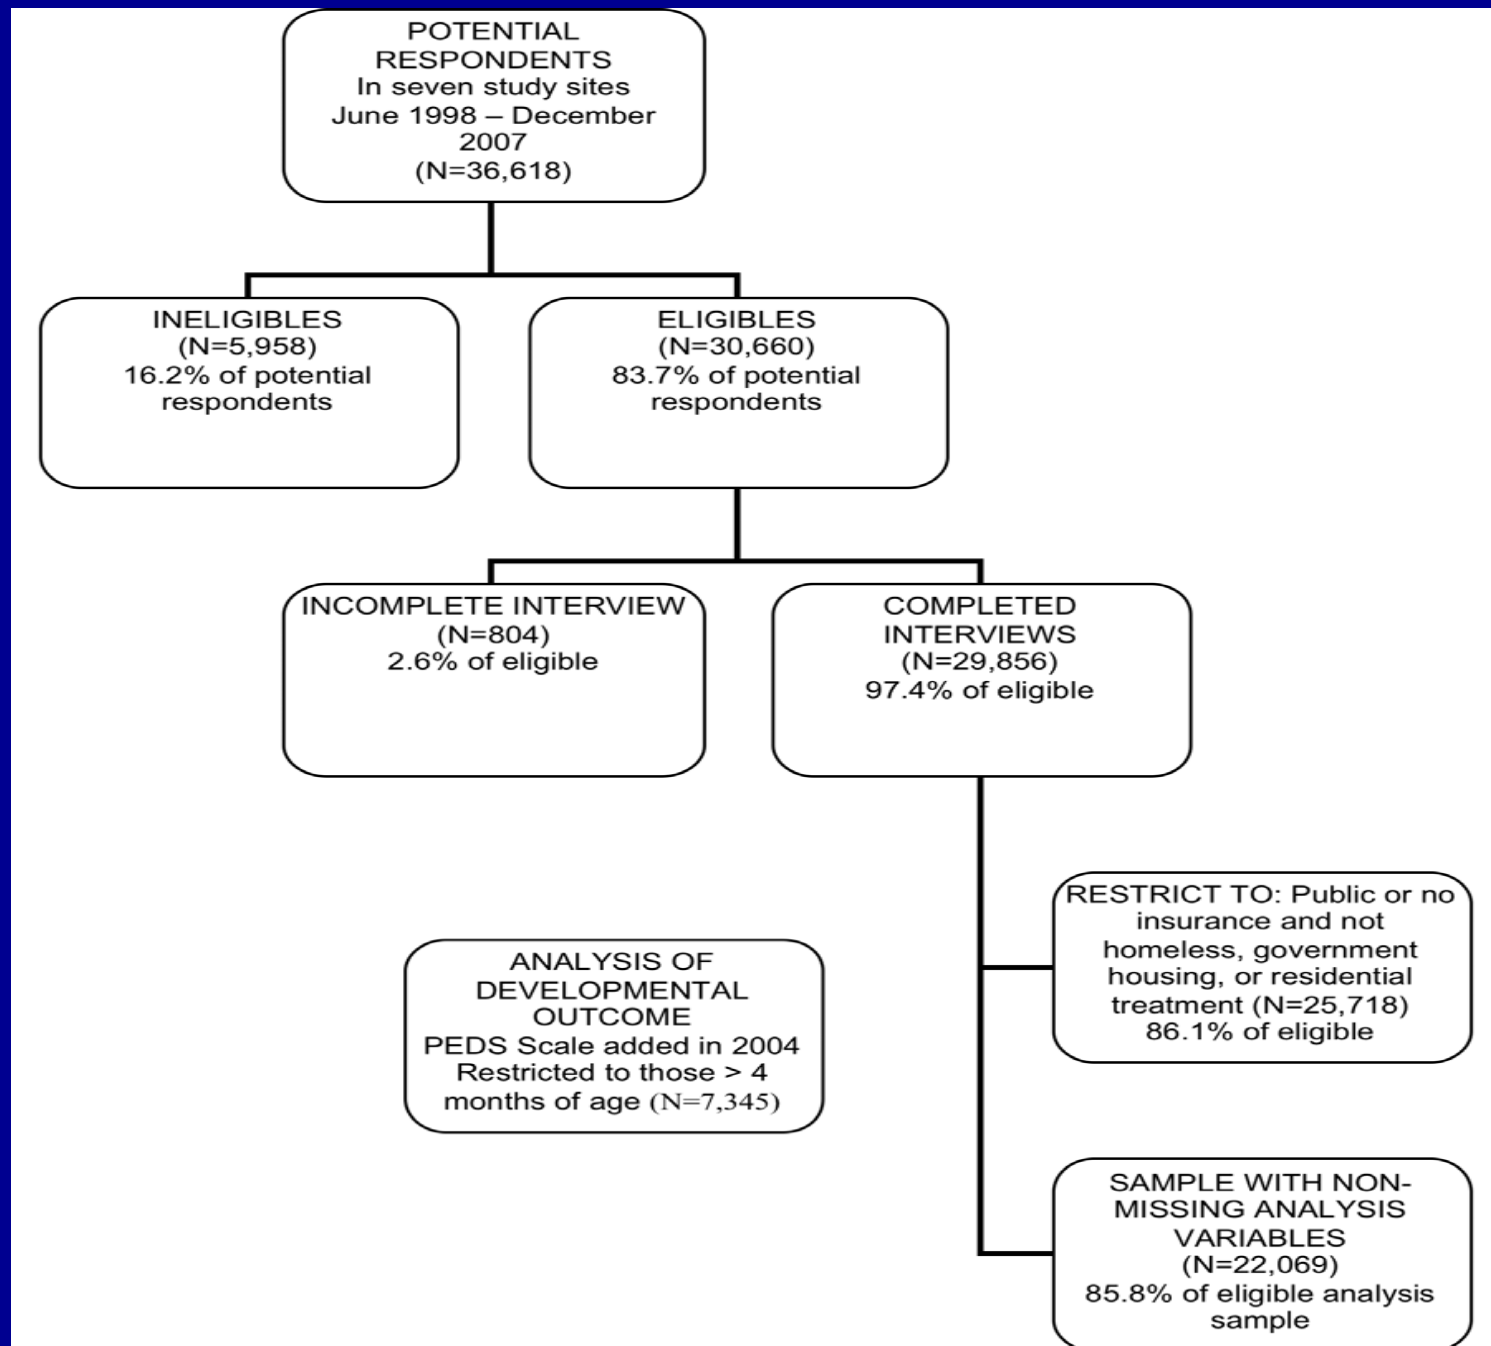 POTENTIAL
RESPONDENTS
In seven study sites
June 1998 – December
2007
(N=36,618)
INELIGIBLES
(N=5,958)
16.2% of potential
respondents
ELIGIBLES
(N=30,660)
83.7% of potential
respondents
INCOMPLETE INTERVIEW
(N=804)
2.6% of eligible
COMPLETED
INTERVIEWS
(N=29,856)
97.4% of eligible
RESTRICT TO: Public or no
insurance and not
homeless, government
housing, or residential
treatment (N=25,718)
86.1% of eligible
ANALYSIS OF
DEVELOPMENTAL
OUTCOME
PEDS Scale added in 2004
Restricted to those > 4
months of age (N=7,345)
SAMPLE WITH NON-
MISSING ANALYSIS
VARIABLES
(N=22,069)
85.8% of eligible analysis
sample